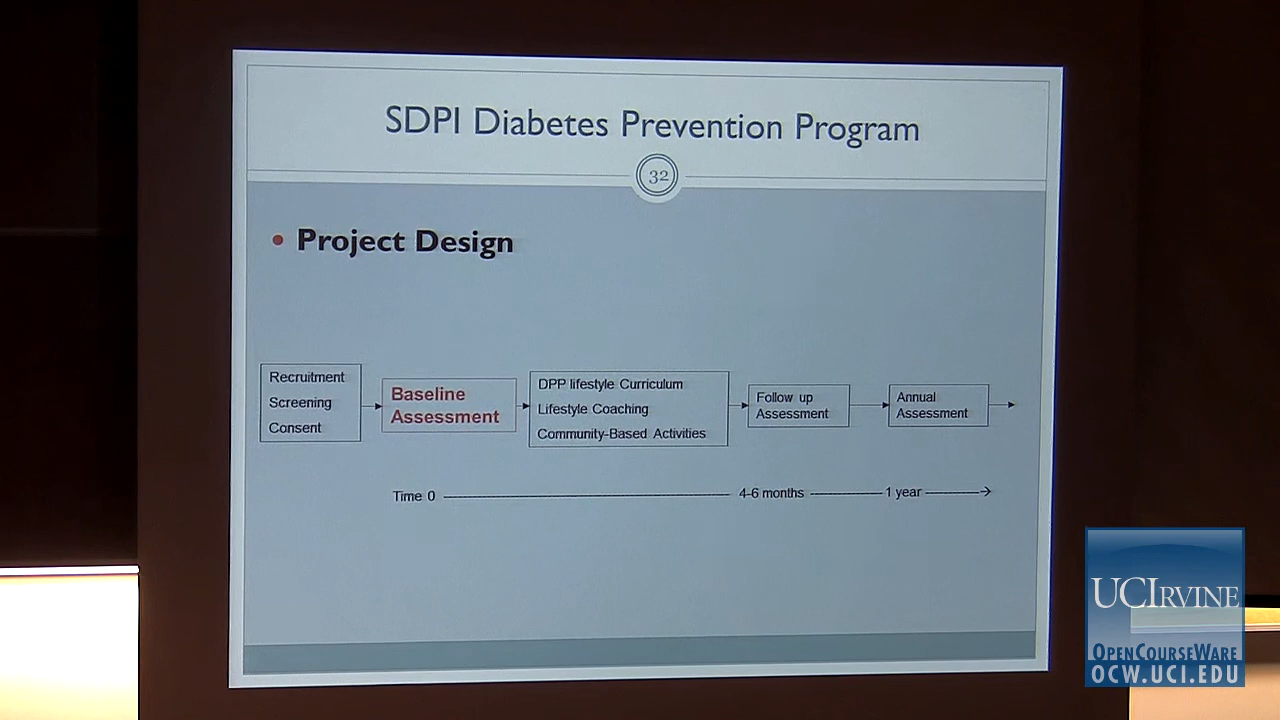 SDPI Diabetes Prevention Program
32
• Project Design
Recruitment
Screening
Consent
Baseline
Assessment
DPP lifestyle Curriculum
Lifestyle Coaching
Community-Based Activities
Follow up
Assessment
Annual
Assessment
Time 0
4-6 months
1 year
UCIRVINE
OPENCOURSEWARE
OCW.UCI.EDU